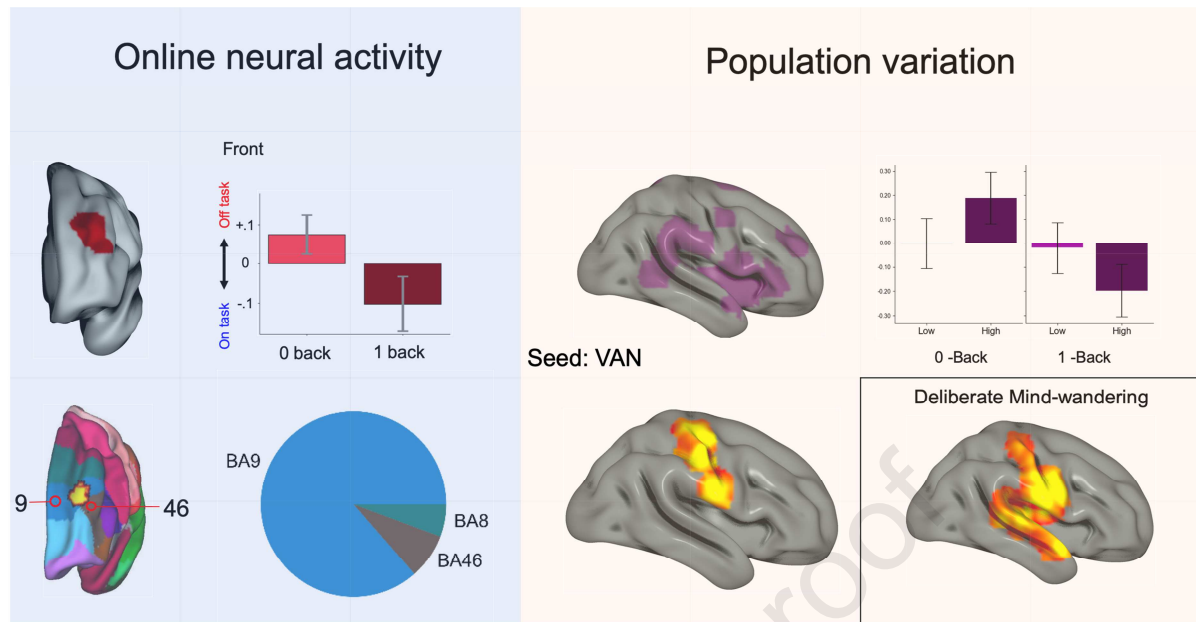 Online neural activity
Population variation
Front
Off task
On task
+.1
0
-.1
0 back
1 back
0.30
0.20
0.10
0.00
-0.10
-0.20
-0.30
Low
High
Low
High
0 -Back
1 -Back
Seed: VAN
9
46
BA9
BA8
BA46
Deliberate Mind-wandering
roof